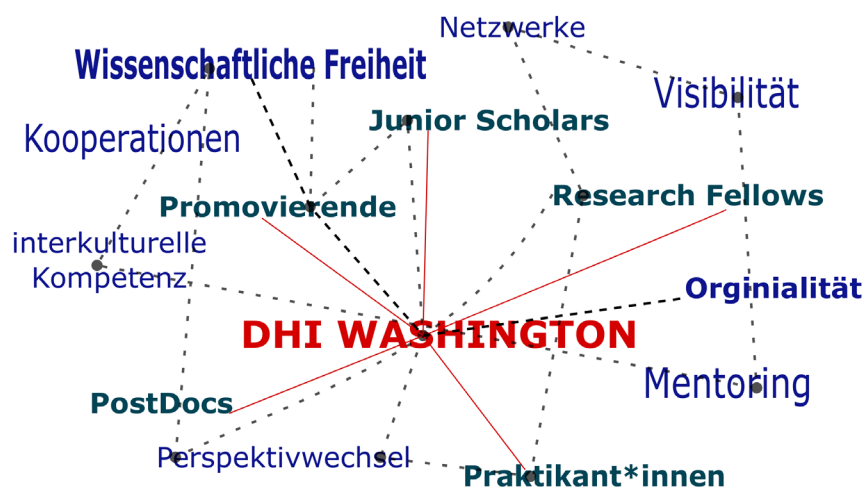 Netzwerke
Wissenschaftliche Freiheit
Visibilität
Junior Scholars
Kooperationen
Research Fellows
Promovierende
interkulturelle
Kompetenz
Orginialität
DHI WASHINGTON
Mentoring
PostDocs
Perspektivwechsel
Praktikant*innen